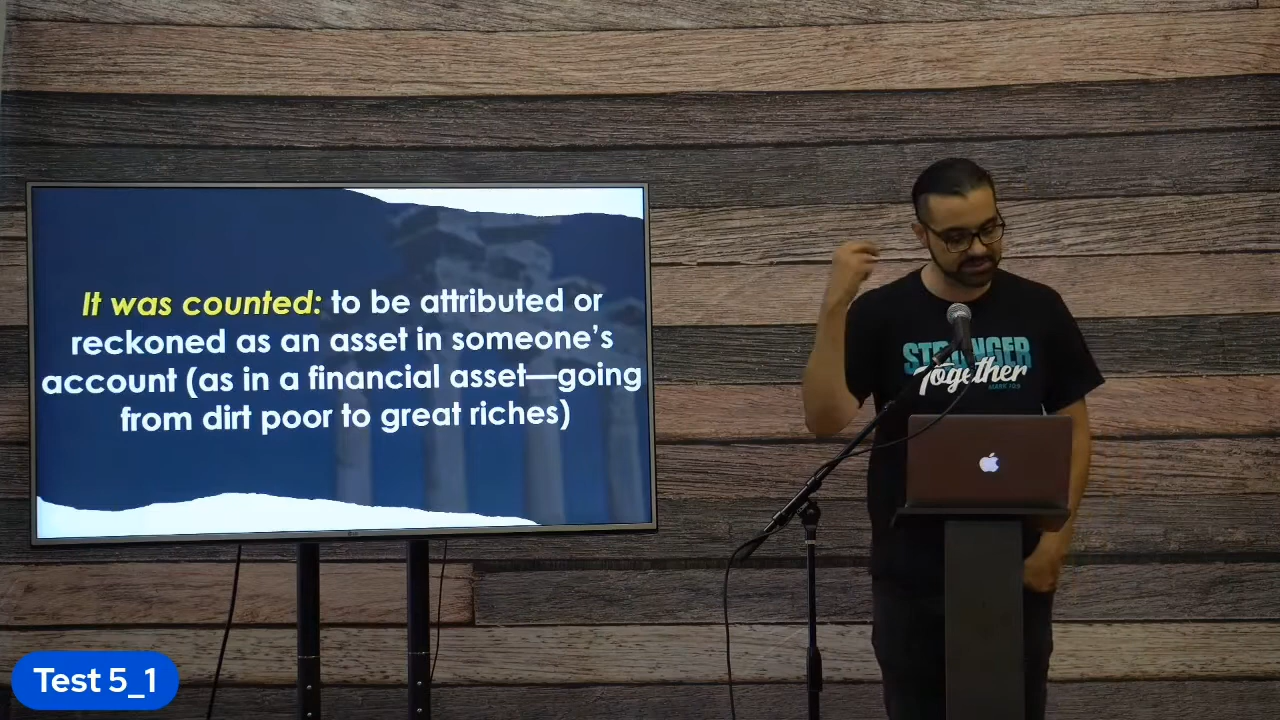 It was counted: to be attributed or
reckoned as an asset in someone's
account (as in a financial asset—going
from dirt poor to great riches)
STRONGER
Together
Test 5_1